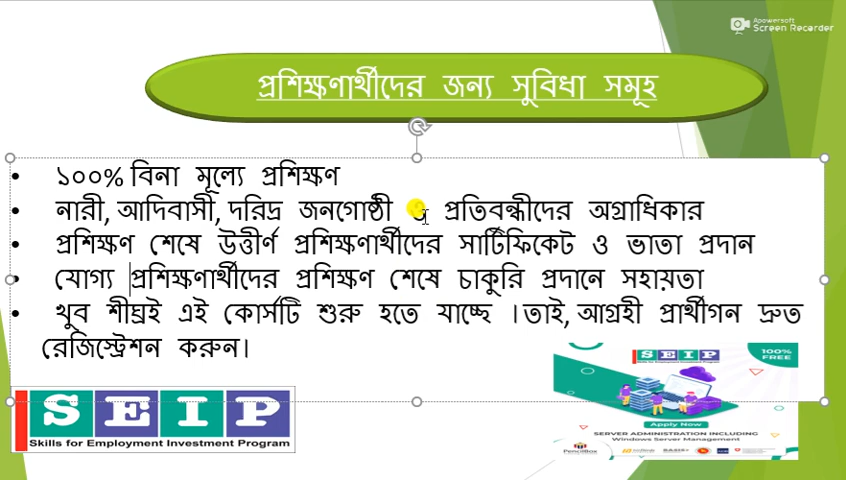 Apowersoft
Screen Recorder
প্রশিক্ষণার্থীদের জন্য সুবিধা সমূহ
• ১০০% বিনা মূল্যে প্রশিক্ষণ
• নারী, আদিবাসী, দরিদ্র জনগোষ্ঠী ও প্রতিবন্ধীদের অগ্রাধিকার
• প্রশিক্ষণ শেষে উত্তীর্ণ প্রশিক্ষণার্থীদের সার্টিফিকেট ও ভাতা প্রদান
• যোগ্য প্রশিক্ষণার্থীদের প্রশিক্ষণ শেষে চাকুরি প্রদানে সহায়তা
• খুব শীঘ্রই এই কোর্সটি শুরু হতে যাচ্ছে । তাই, আগ্রহী প্রার্থীগন দ্রুত
রেজিস্ট্রেশন করুন।
SEIP
Skills for Employment Investment Program
SEIP
100%
FREE
Apply Now
SERVER ADMINISTRATION INCLUDING
Windows Server Management
PencilBox